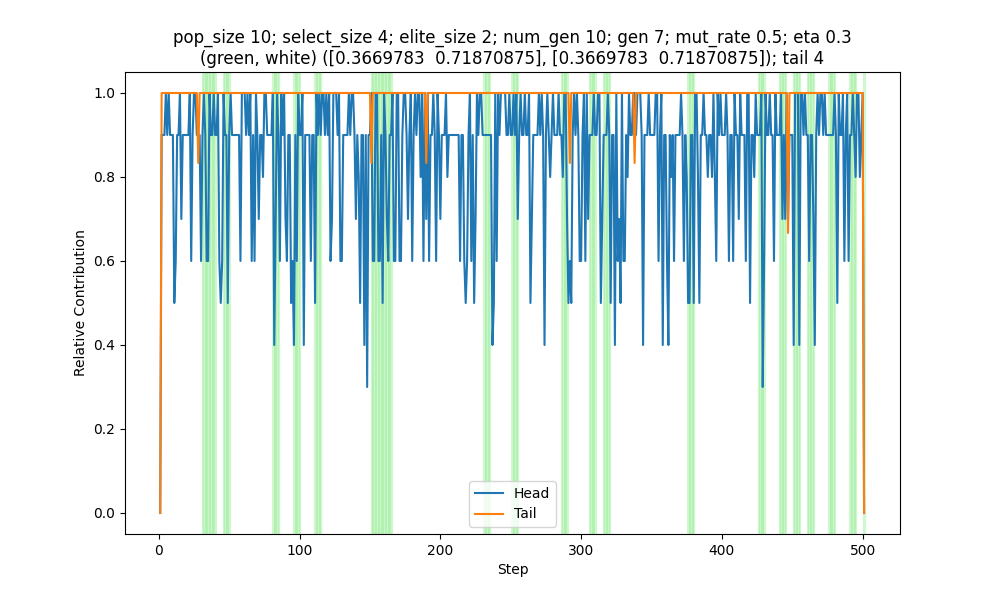 pop_size 10; select_size 4; elite_size 2; num_gen 10; gen 7; mut_rate 0.5; eta 0.3
(green, white) ([0.3669783 0.71870875], [0.3669783 0.71870875]); tail 4
1.0
0.8
0.6
0.4
0.2
0.0
Relative Contribution
Head
Tail
0 100 200 300 400 500
Step